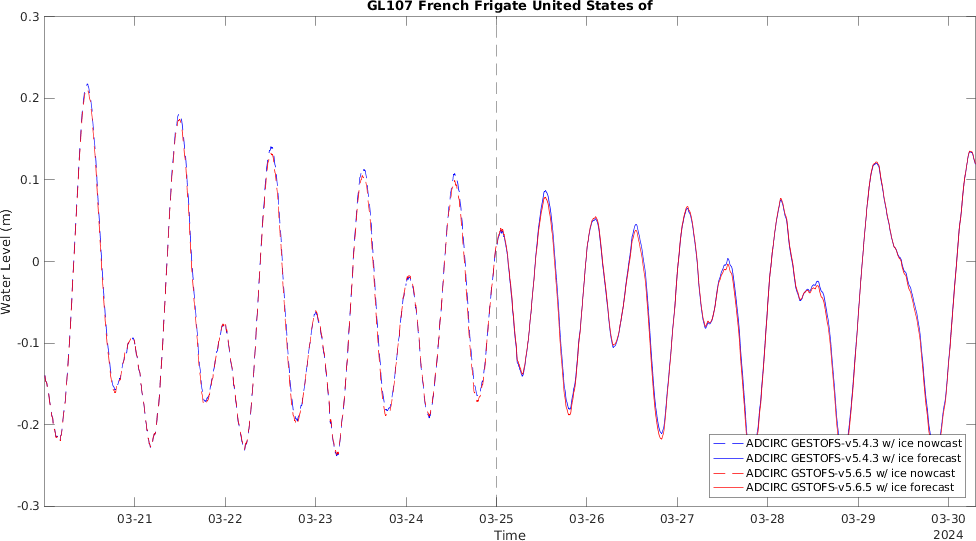 GL107 French Frigate United States of
0.3
0.2
0.1
0
-0.1
-0.2
-0.3
Water Level (m)
03-21 03-22 03-23 03-24 03-25 03-26 03-27 03-28 03-29 03-30
2024
Time
ADCIRC GESTOFS-v5.4.3 w/ ice nowcast
ADCIRC GESTOFS-v5.4.3 w/ ice forecast
ADCIRC GSTOFS-v5.6.5 w/ ice nowcast
ADCIRC GSTOFS-v5.6.5 w/ ice forecast